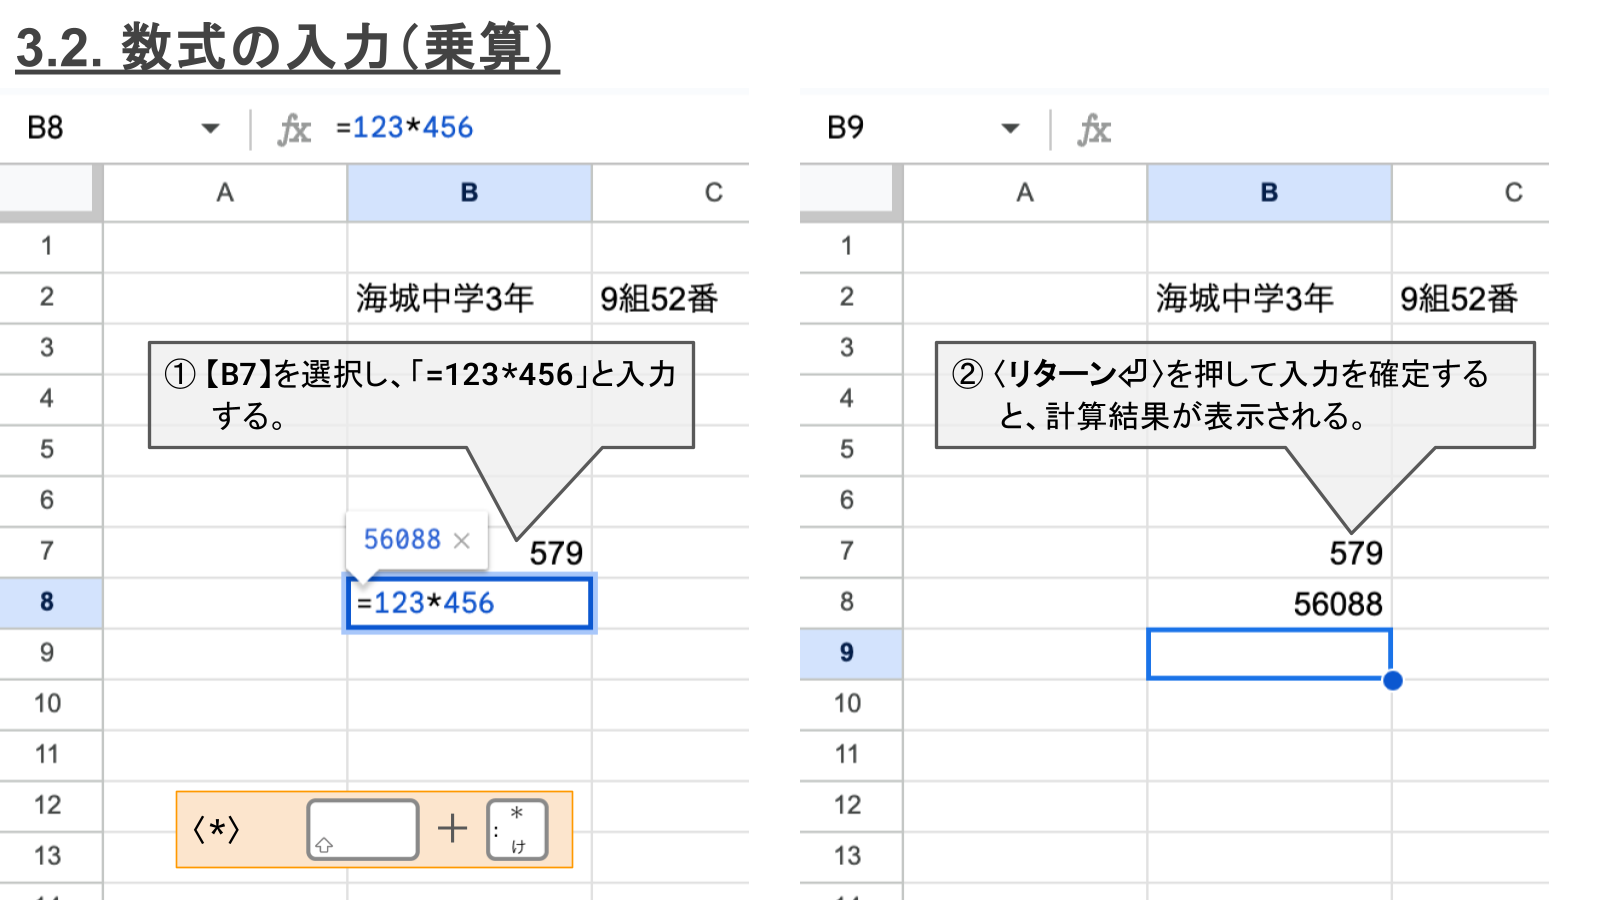 3.2. 数式の入力（乗算）
B8 fx =123*456
A B C
1
2 海城中学3年 9組52番
3
① 【B7】を選択し、「=123*456」と入力
する。
4
5
6
56088 ×
7 579
8 =123*456
9
10
11
12
〈*〉 ⇧ + * : け
13
14
B9 fx
A B C
1
2 海城中学3年 9組52番
3
② 〈リターン⏎〉を押して入力を確定する
と、計算結果が表示される。
4
5
6
7 579
8 56088
9
10
11
12
13
14